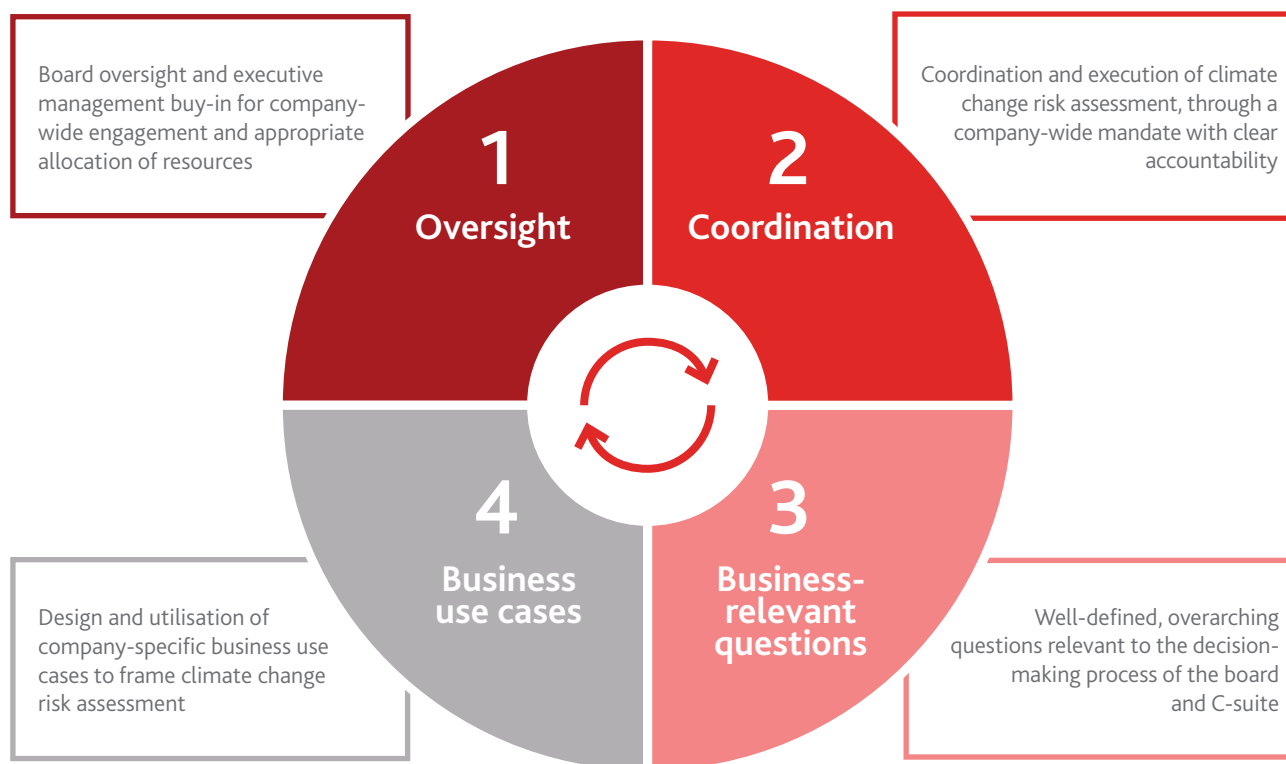 Board oversight and executive
management buy-in for company-
wide engagement and appropriate
allocation of resources
1
Oversight
2
Coordination
Coordination and execution of climate
change risk assessment, through a
company-wide mandate with clear
accountability
Design and utilisation of
company-specific business use
cases to frame climate change
risk assessment
4
Business
use cases
3
Business-
relevant
questions
Well-defined, overarching
questions relevant to the decision-
making process of the board
and C-suite